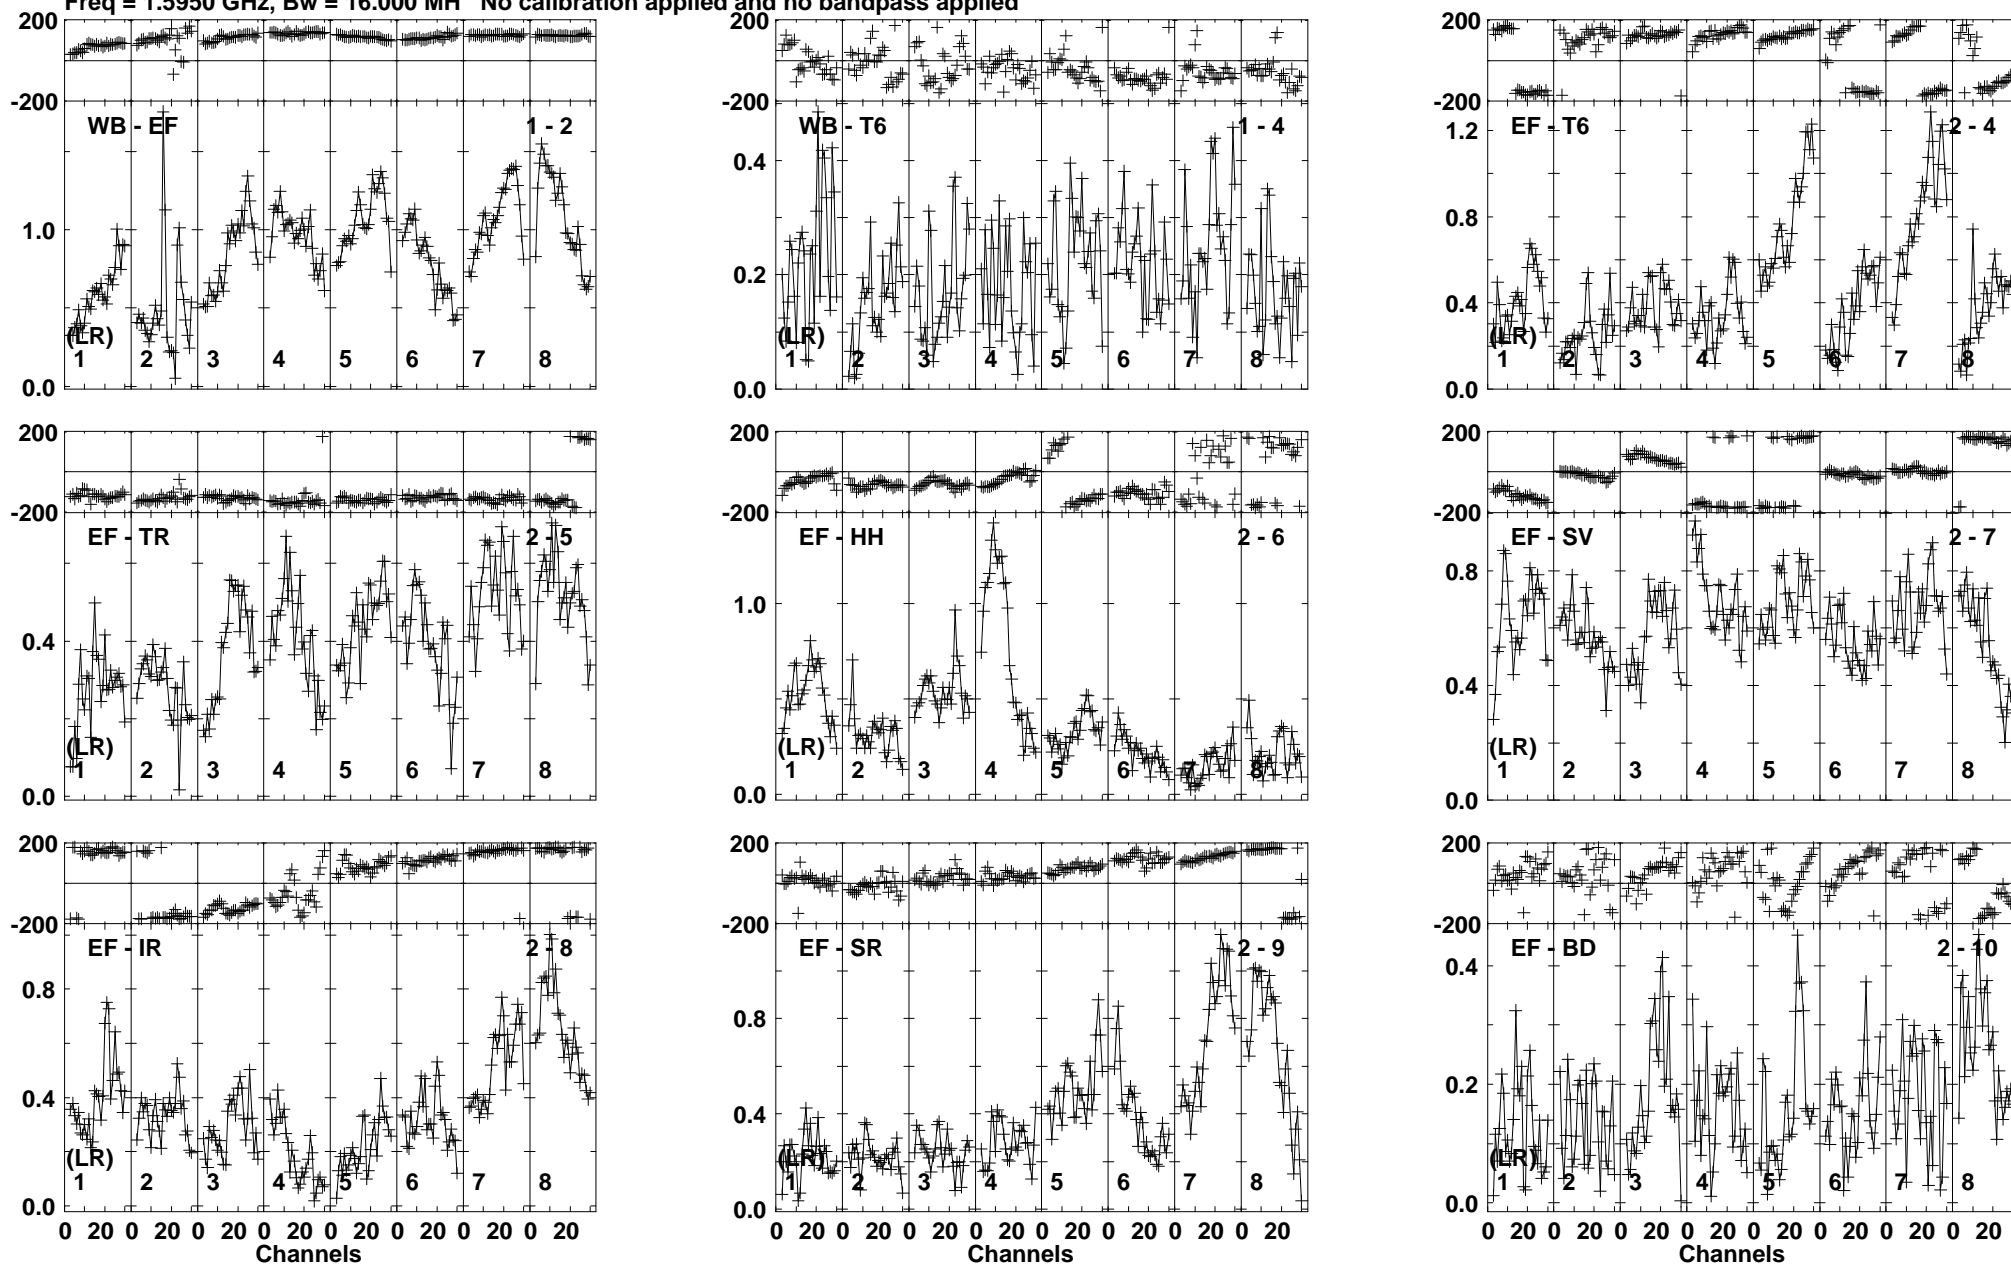 Freq = 1.5950 GHz, Bw = 16.000 MH No calibration applied and no bandpass applied
200 200 200
-200 -200 -200
WB - EF 1 - 2 WB - T6 1 - 4 EF - T6 2 - 4
1.2
0.4
1.0 0.8
0.2
0.4
(LR) (LR) (LR)
1 2 3 4 5 6 7 8 1 2 3 4 5 6 7 8 1 2 3 4 5 6 7 8
0.0 0.0 0.0
200 200 200
-200 -200 -200
EF - TR 2 - 5 EF - HH 2 - 6 EF - SV 2 - 7
1.0 0.8
0.4
0.4
(LR) (LR) (LR)
1 2 3 4 5 6 7 8 1 2 3 4 5 6 7 8 1 2 3 4 5 6 7 8
0.0 0.0 0.0
200 200 200
-200 -200 -200
EF - IR 2 - 8 EF - SR 2 - 9 EF - BD 2 - 10
0.8 0.8 0.4
0.4 0.4 0.2
(LR) (LR) (LR)
1 2 3 4 5 6 7 8 1 2 3 4 5 6 7 8 1 2 3 4 5 6 7 8
0.0 0.0 0.0
0 20 0 20 0 20 0 20 0 20 0 20 0 20 0 20 0 20 0 20 0 20 0 20 0 20 0 20 0 20 0 20 0 20 0 20 0 20 0 20 0 20 0 20 0 20 0 20
Channels Channels Channels